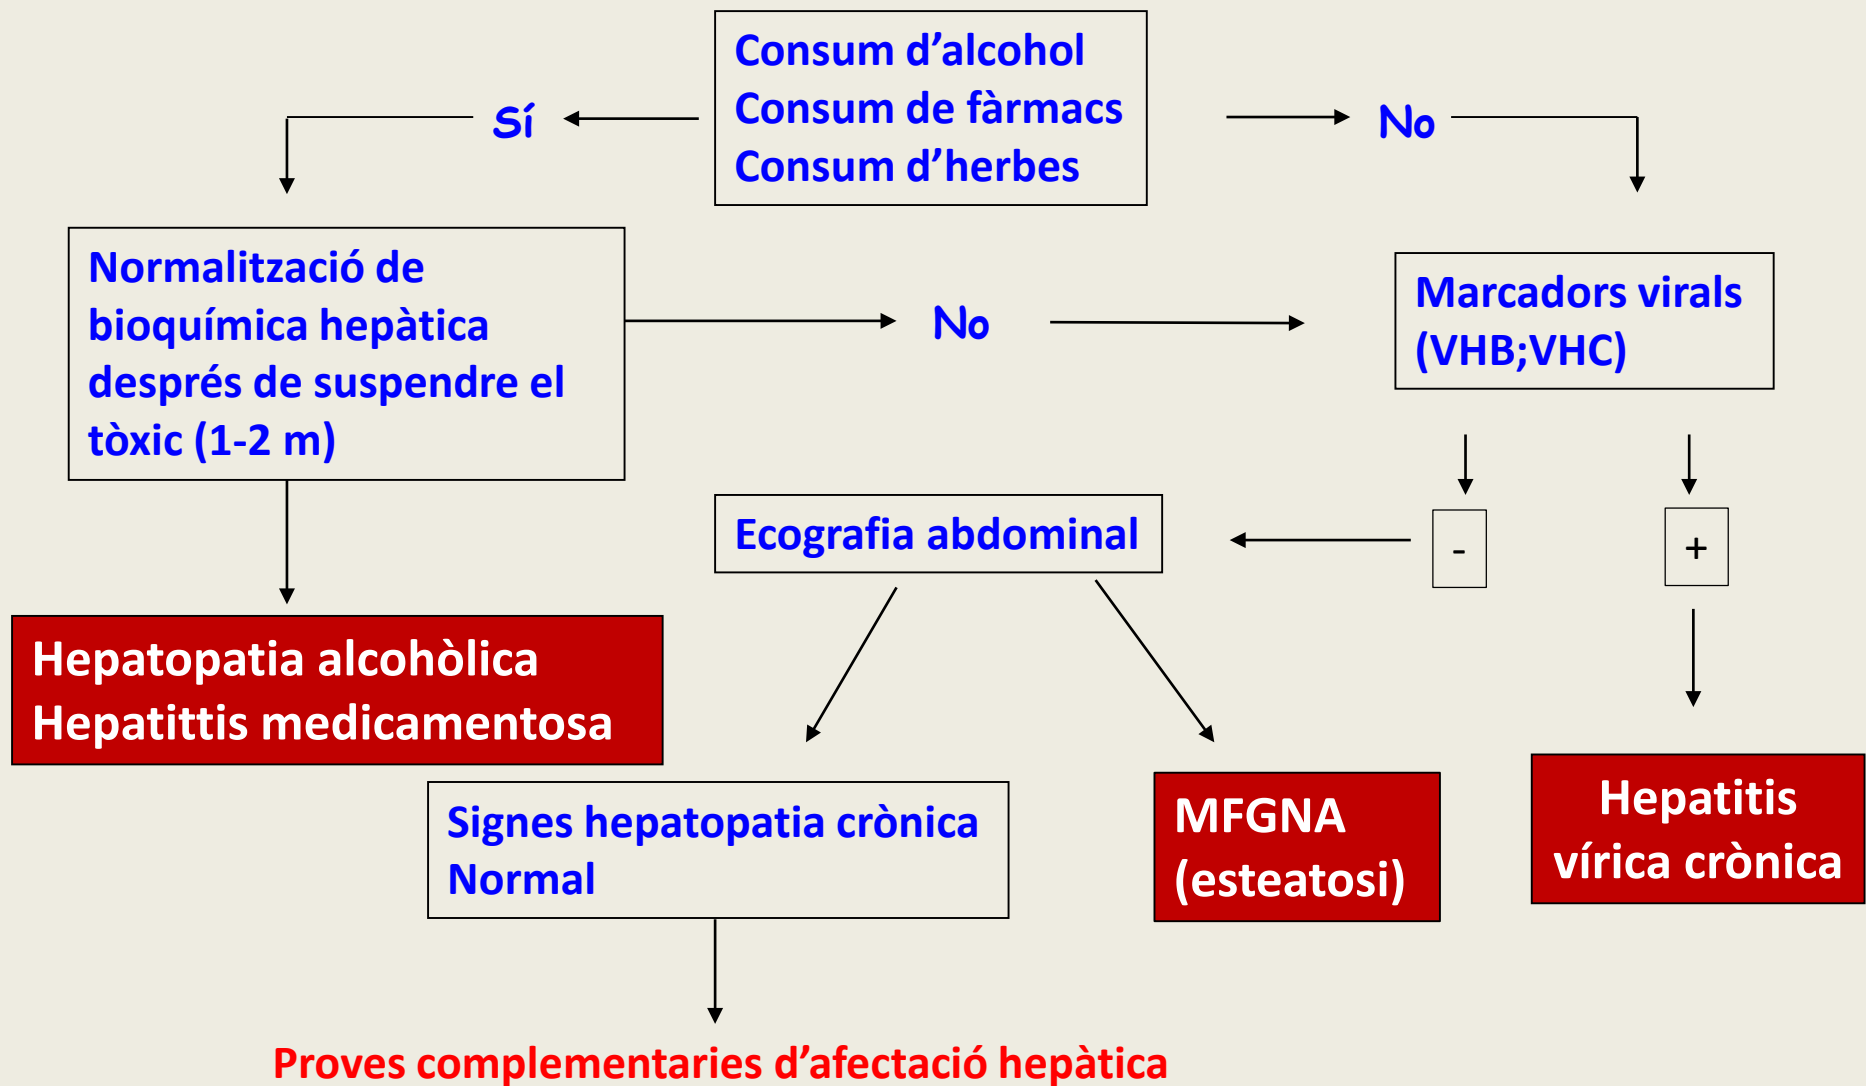 Consum d’alcohol
Consum de fàrmacs
Consum d’herbes
Sí
No
Normalització de
bioquímica hepàtica
després de suspendre el
tòxic (1-2 m)
No
Marcadors virals
(VHB;VHC)
Ecografia abdominal
-
+
Hepatopatia alcohòlica
Hepatittis medicamentosa
Signes hepatopatia crònica
Normal
MFGNA
(esteatosi)
Hepatitis
vírica crònica
Proves complementaries d’afectació hepàtica